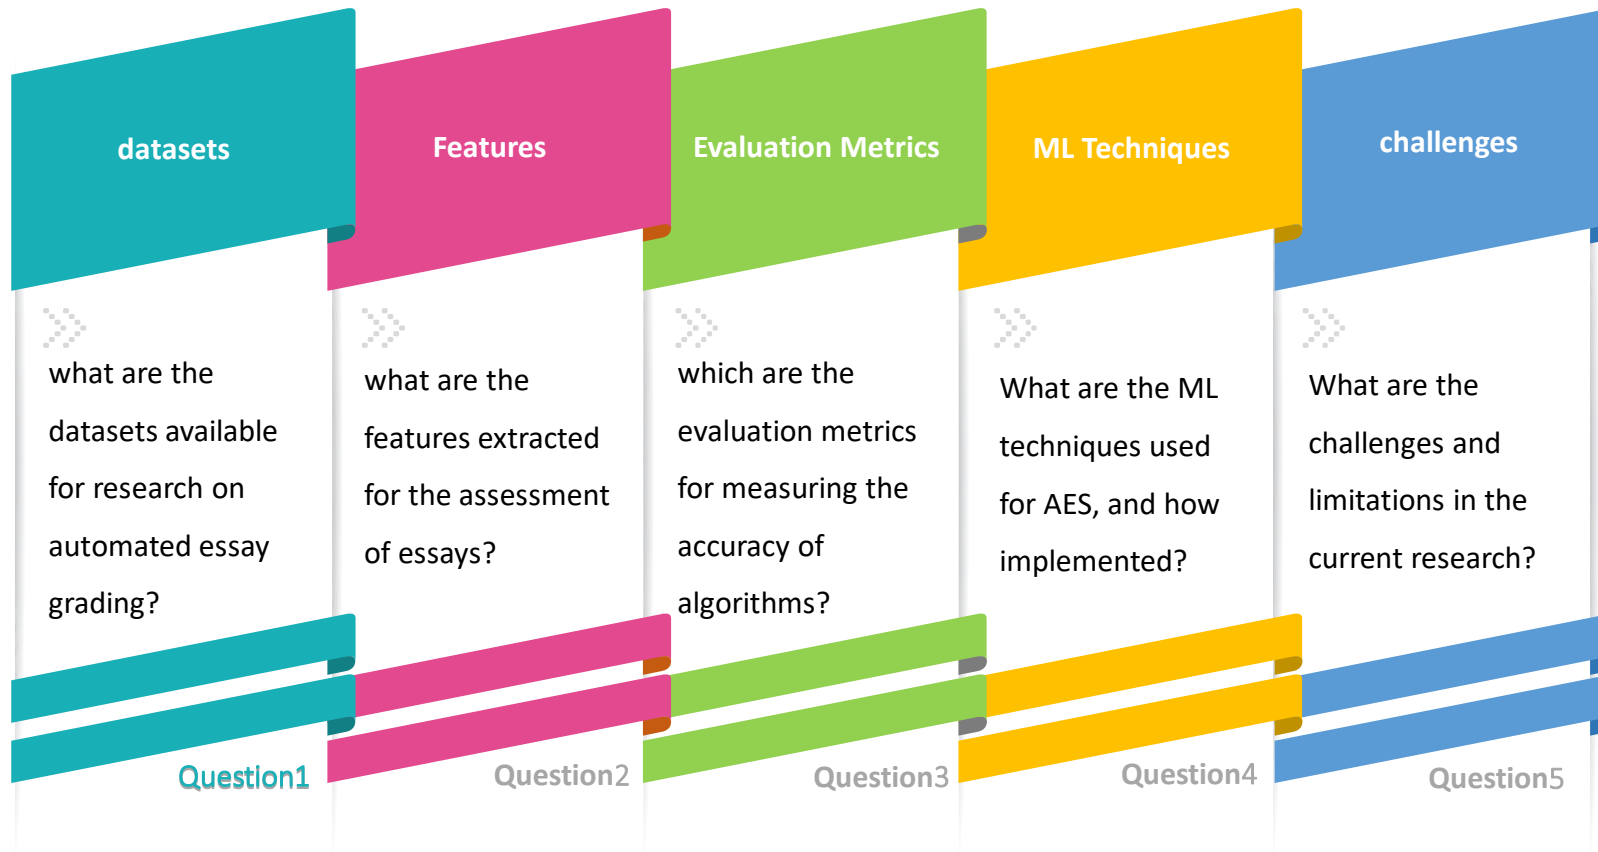 datasets
what are the
datasets available
for research on
automated essay
grading?
Question1
Features
what are the
features extracted
for the assessment
of essays?
Question2
Evaluation Metrics
which are the
evaluation metrics
for measuring the
accuracy of
algorithms?
Question3
ML Techniques
What are the ML
techniques used
for AES, and how
implemented?
Question4
challenges
What are the
challenges and
limitations in the
current research?
Question5